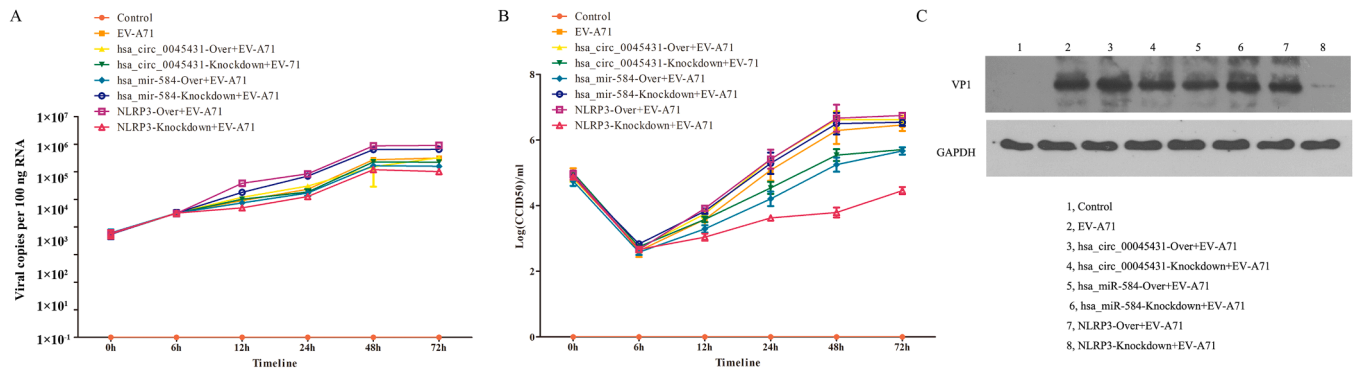 A
Control
EV-A71
hsa_circ_0045431-Over+EV-A71
hsa_circ_0045431-Knockdown+EV-71
hsa_mir-584-Over+EV-A71
hsa_mir-584-Knockdown+EV-A71
NLRP3-Over+EV-A71
NLRP3-Knockdown+EV-A71
Viral copies per 100 ng RNA
1×10⁷
1×10⁶
1×10⁵
1×10⁴
1×10³
1×10²
1×10¹
1×10⁻¹
0h 6h 12h 24h 48h 72h
Timeline
B
Control
EV-A71
hsa_circ_0045431-Over+EV-A71
hsa_circ_0045431-Knockdown+EV-71
hsa_mir-584-Over+EV-A71
hsa_mir-584-Knockdown+EV-A71
NLRP3-Over+EV-A71
NLRP3-Knockdown+EV-A71
Log(CCID50)/ml
8
6
4
2
0
0h 6h 12h 24h 48h 72h
Timeline
C
1 2 3 4 5 6 7 8
VP1
GAPDH
1, Control
2, EV-A71
3, hsa_circ_00045431-Over+EV-A71
4, hsa_circ_00045431-Knockdown+EV-A71
5, hsa_miR-584-Over+EV-A71
6, hsa_miR-584-Knockdown+EV-A71
7, NLRP3-Over+EV-A71
8, NLRP3-Knockdown+EV-A71